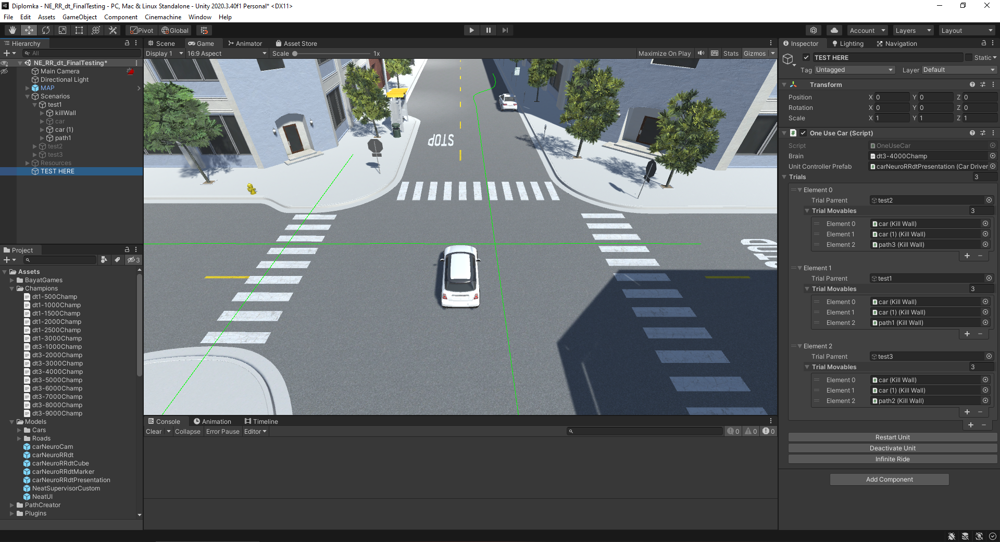 Diplomka - NE_RR_dt_FinalTesting - PC, Mac & Linux Standalone - Unity 2020.3.40f1 Personal* <DX11>
File Edit Assets GameObject Component Cinemachine Window Help
Pivot Global Account Layers Layout
Hierarchy
All
NE_RR_dt_FinalTesting*
Main Camera
Directional Light
MAP
Scenarios
test1
killWall
car
car (1)
path1
test2
test3
Resources
TEST HERE
Project
3
Assets
BayatGames
Champions
dt1-500Champ
dt1-1000Champ
dt1-1500Champ
dt1-2000Champ
dt1-2500Champ
dt1-3000Champ
dt3-1000Champ
dt3-2000Champ
dt3-3000Champ
dt3-4000Champ
dt3-5000Champ
dt3-6000Champ
dt3-7000Champ
dt3-8000Champ
dt3-9000Champ
Models
Cars
Roads
carNeuroCam
carNeuroRRdt
carNeuroRRdtCube
carNeuroRRdtMarker
carNeuroRRdtPresentation
NeatSupervisorCustom
NeatUI
PathCreator
Plugins
Scene Game Animator Asset Store
Display 1 16:9 Aspect Scale 1x Maximize On Play Stats Gizmos
STOP
Console Animation Timeline
Clear Collapse Error Pause Editor 0 0 0
Inspector Lighting Navigation
TEST HERE Static
Tag Untagged Layer Default
Transform
Position X 0 Y 0 Z 0
Rotation X 0 Y 0 Z 0
Scale X 1 Y 1 Z 1
One Use Car (Script)
Script OneUseCar
Brain dt3-4000Champ
Unit Controller Prefab carNeuroRRdtPresentation (Car Driver
Trials 3
Element 0
Trial Parrent test2
Trial Movables 3
Element 0 car (Kill Wall)
Element 1 car (1) (Kill Wall)
Element 2 path3 (Kill Wall)
Element 1
Trial Parrent test1
Trial Movables 3
Element 0 car (Kill Wall)
Element 1 car (1) (Kill Wall)
Element 2 path1 (Kill Wall)
Element 2
Trial Parrent test3
Trial Movables 3
Element 0 car (Kill Wall)
Element 1 car (1) (Kill Wall)
Element 2 path2 (Kill Wall)
Restart Unit
Deactivate Unit
Infinite Ride
Add Component